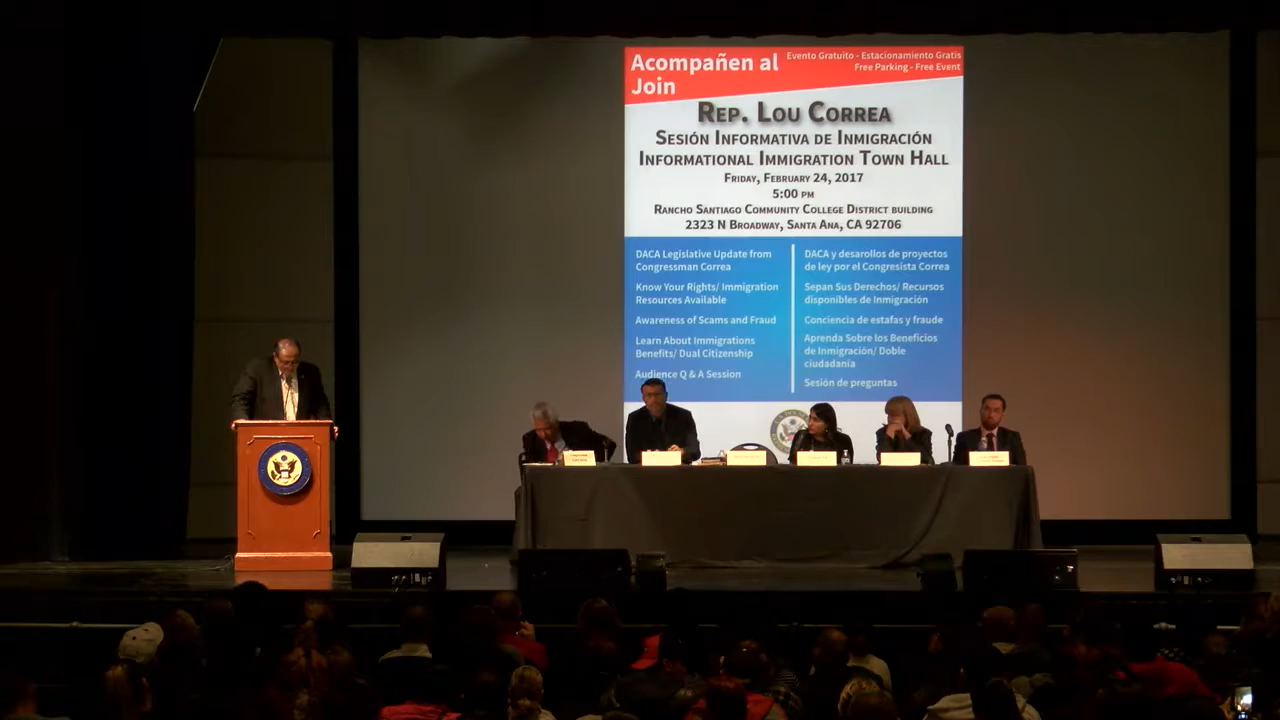 Acompañen al
Join
Evento Gratuito - Estacionamiento Gratis
Free Parking - Free Event
Rep. Lou Correa
Sesión Informativa de Inmigración
Informational Immigration Town Hall
Friday, February 24, 2017
5:00 pm
Rancho Santiago Community College District building
2323 N Broadway, Santa Ana, CA 92706
DACA Legislative Update from
Congressman Correa
Know Your Rights/ Immigration
Resources Available
Awareness of Scams and Fraud
Learn About Immigrations
Benefits/ Dual Citizenship
Audience Q & A Session
DACA y desarollos de proyectos
de ley por el Congresista Correa
Sepan Sus Derechos/ Recursos
disponibles de Inmigración
Conciencia de estafas y fraude
Aprenda Sobre los Beneficios
de Inmigración/ Doble
ciudadania
Sesión de preguntas